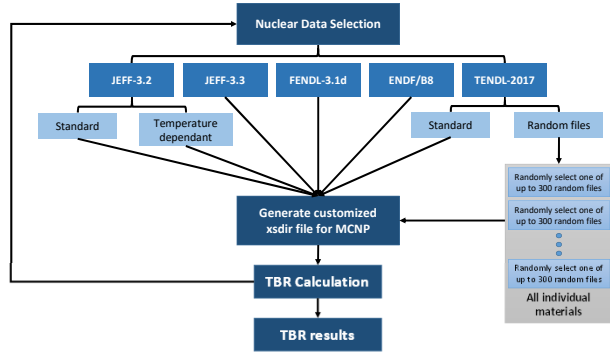 Nuclear Data Selection
JEFF-3.2
JEFF-3.3
FENDL-3.1d
ENDF/B8
TENDL-2017
Standard
Temperature
dependant
Standard
Random files
Randomly select one of
up to 300 random files
Randomly select one of
up to 300 random files
Randomly select one of
up to 300 random files
All individual
materials
Generate customized
xsdir file for MCNP
TBR Calculation
TBR results